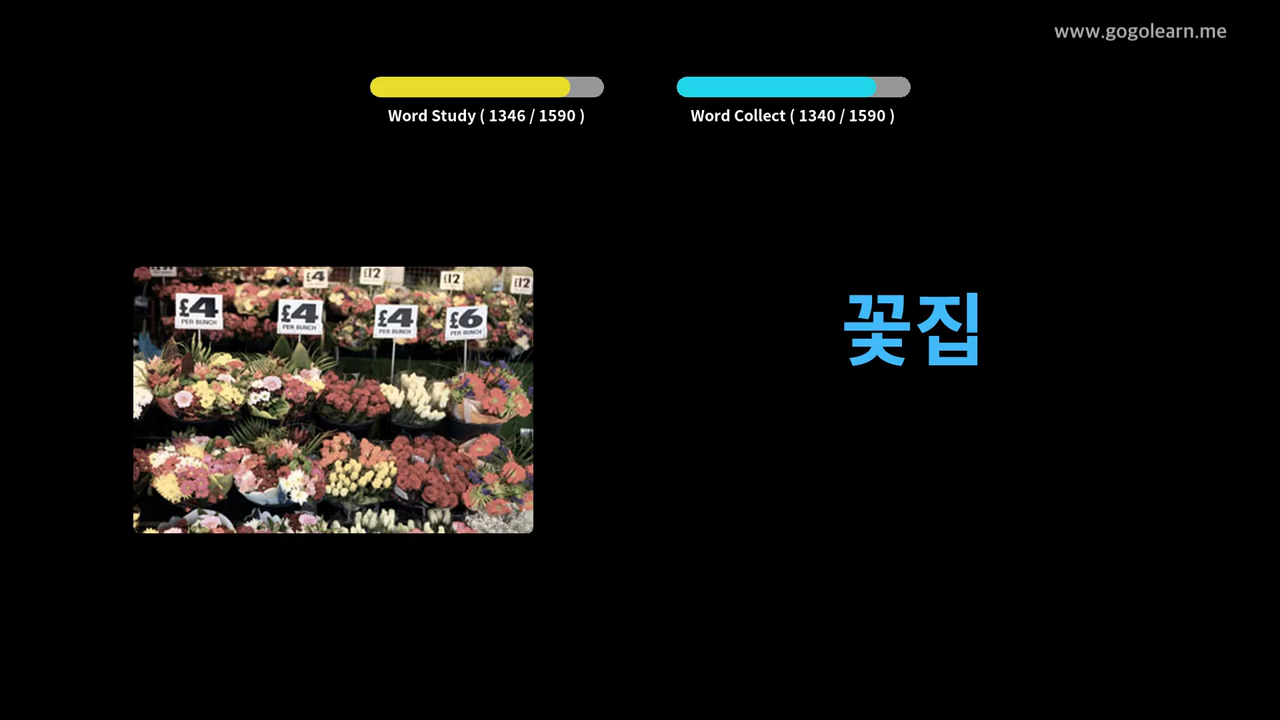 www.gogolearn.me
Word Study ( 1346 / 1590 )
Word Collect ( 1340 / 1590 )
£4
£12
£12
£12
£4
PER BUNCH
£4
PER BUNCH
£4
PER BUNCH
£6
PER BUNCH
꽃집